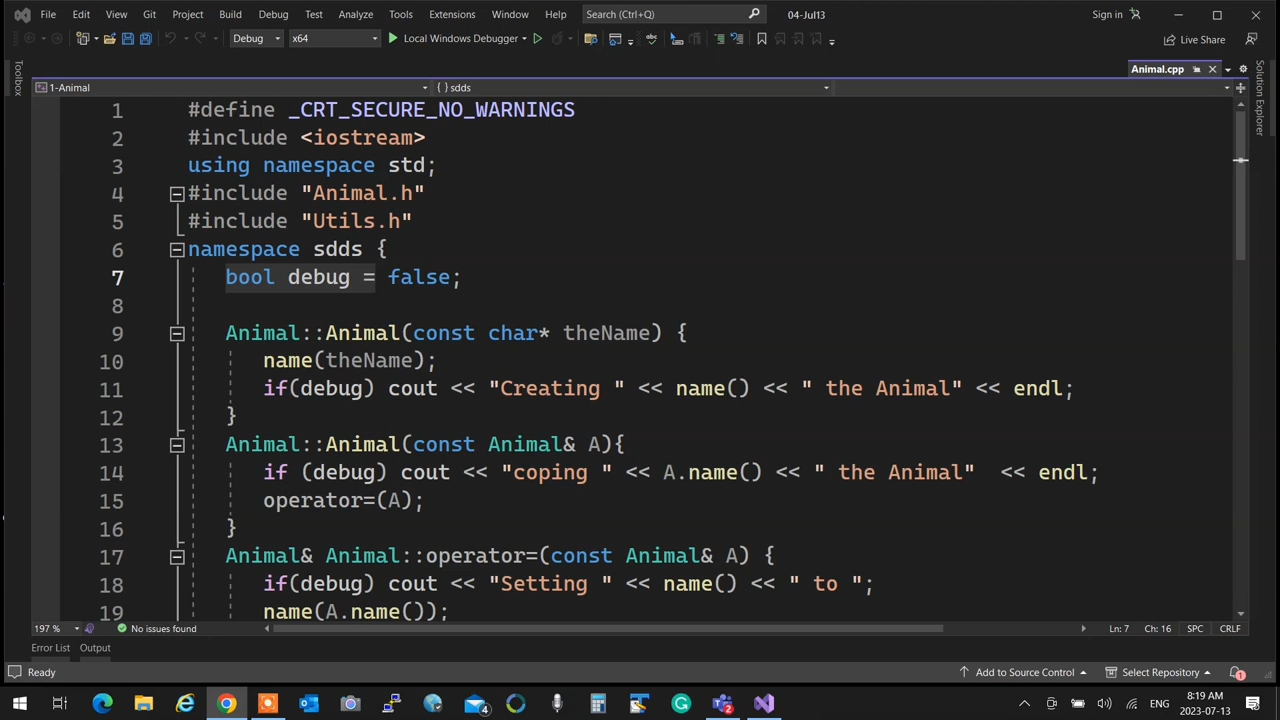 File Edit View Git Project Build Debug Test Analyze Tools Extensions Window Help Search (Ctrl+Q) 04-Jul13 Sign in
Debug x64 Local Windows Debugger Live Share
Toolbox
Animal.cpp
Solution Explorer
1-Animal { } sdds
1 #define _CRT_SECURE_NO_WARNINGS
2 #include <iostream>
3 using namespace std;
4 #include "Animal.h"
5 #include "Utils.h"
6 namespace sdds {
7 bool debug = false;
8
9 Animal::Animal(const char* theName) {
10 name(theName);
11 if(debug) cout << "Creating " << name() << " the Animal" << endl;
12 }
13 Animal::Animal(const Animal& A){
14 if (debug) cout << "coping " << A.name() << " the Animal"  << endl;
15 operator=(A);
16 }
17 Animal& Animal::operator=(const Animal& A) {
18 if(debug) cout << "Setting " << name() << " to ";
19 name(A.name());
197 % No issues found Ln: 7 Ch: 16 SPC CRLF
Error List Output
Ready Add to Source Control Select Repository 1
4 2 ENG 8:19 AM
2023-07-13